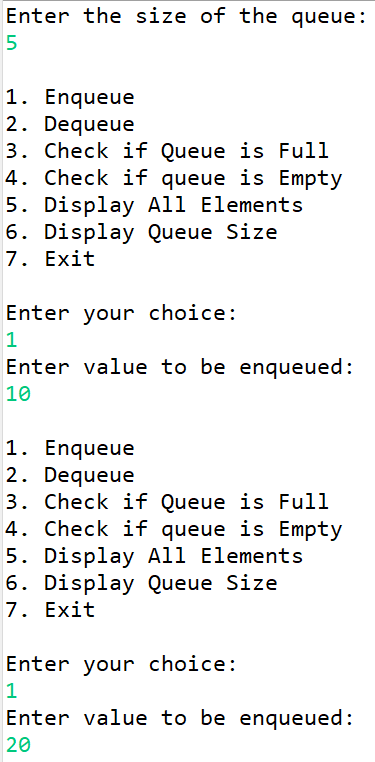 Enter the size of the queue:
5
1. Enqueue
2. Dequeue
3. Check if Queue is Full
4. Check if queue is Empty
5. Display All Elements
6. Display Queue Size
7. Exit
Enter your choice:
1
Enter value to be enqueued:
10
1. Enqueue
2. Dequeue
3. Check if Queue is Full
4. Check if queue is Empty
5. Display All Elements
6. Display Queue Size
7. Exit
Enter your choice:
1
Enter value to be enqueued:
20